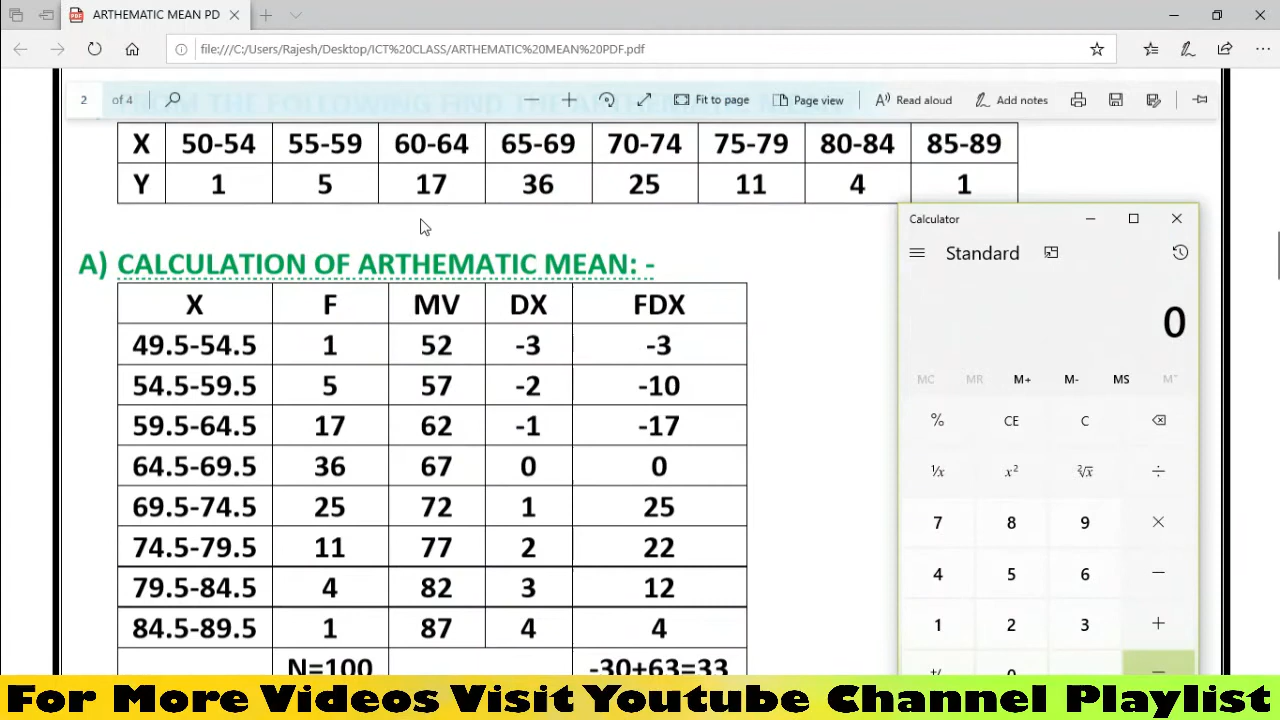 ARTHEMATIC MEAN PD
file:///C:/Users/Rajesh/Desktop/ICT%20CLASS/ARTHEMATIC%20MEAN%20PDF.pdf
2 of 4 Fit to page Page view Read aloud Add notes
FROM THE FOLLOWING FIND THE
X 50-54 55-59 60-64 65-69 70-74 75-79 80-84 85-89
Y 1 5 17 36 25 11 4 1
A) CALCULATION OF ARTHEMATIC MEAN: -
X F MV DX FDX
49.5-54.5 1 52 -3 -3
54.5-59.5 5 57 -2 -10
59.5-64.5 17 62 -1 -17
64.5-69.5 36 67 0 0
69.5-74.5 25 72 1 25
74.5-79.5 11 77 2 22
79.5-84.5 4 82 3 12
84.5-89.5 1 87 4 4
N=100 -30+63=33
Calculator
Standard
0
MC MR M+ M- MS M˅
% CE C
¹/x x² ²√x ÷
7 8 9 ×
4 5 6 −
1 2 3 +
+/ 0 =
For More Videos Visit Youtube Channel Playlist